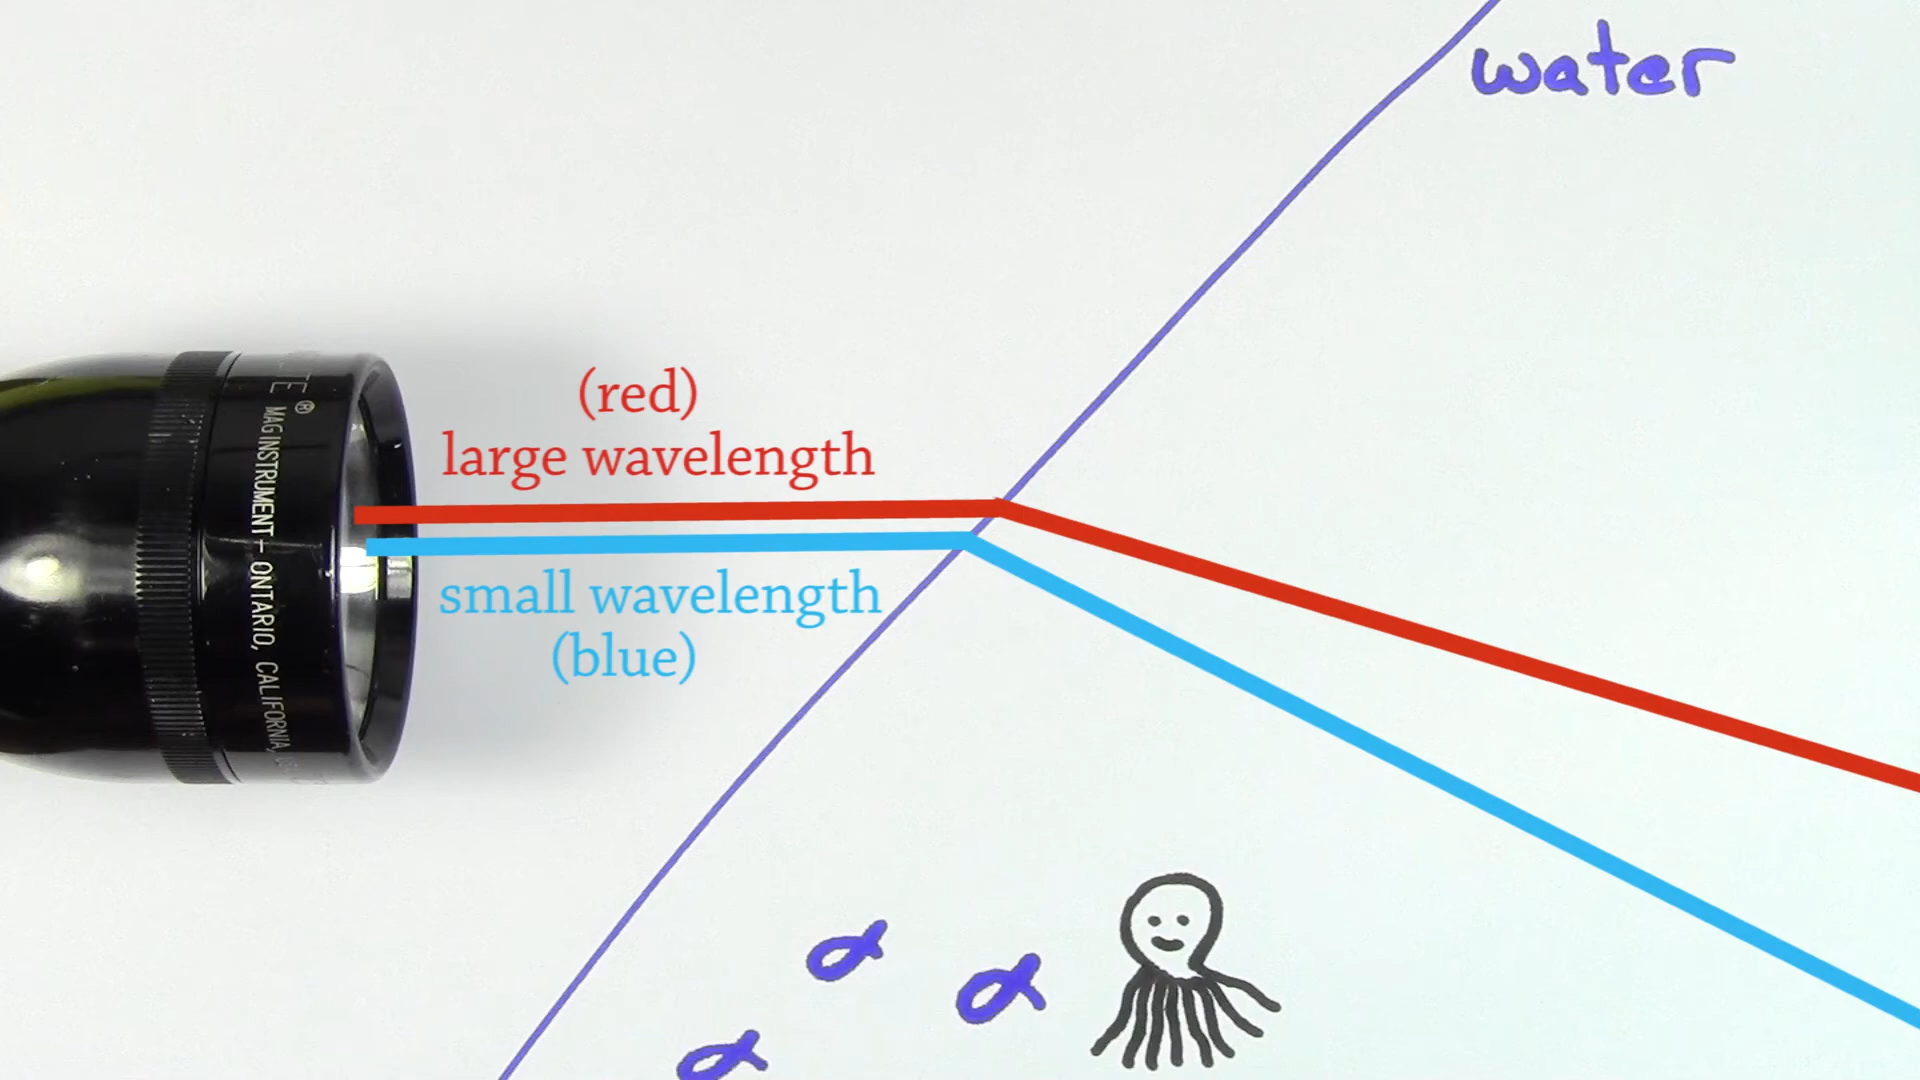 water
(red)
large wavelength
small wavelength
(blue)
MAG INSTRUMENT - ONTARIO, CALIFORNIA,